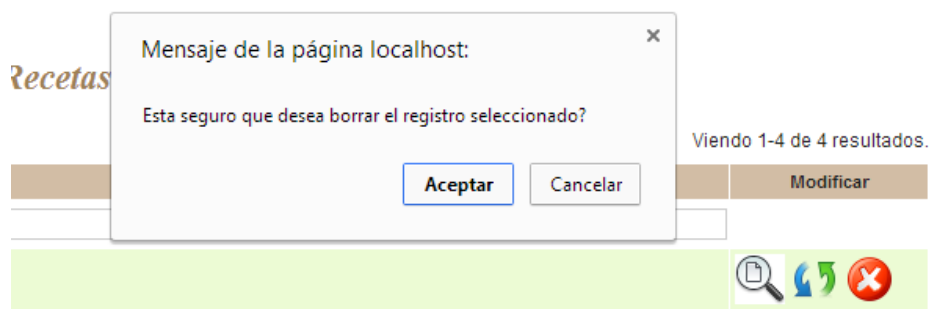 Mensaje de la página localhost:
Recetas
Esta seguro que desea borrar el registro seleccionado?
Viendo 1-4 de 4 resultados.
Aceptar
Cancelar
Modificar